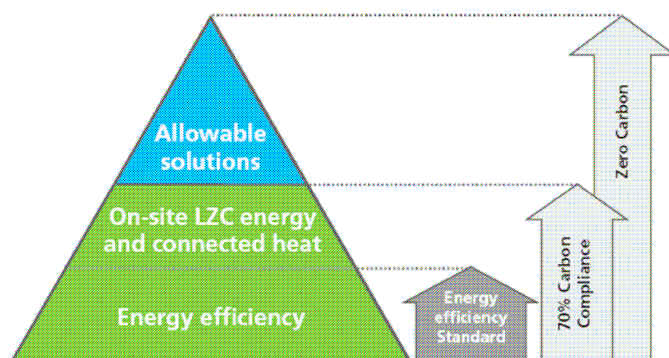 Allowable
solutions
On-site LZC energy
and connected heat
Energy efficiency
Energy
efficiency
Standard
70% Carbon
Compliance
Zero Carbon